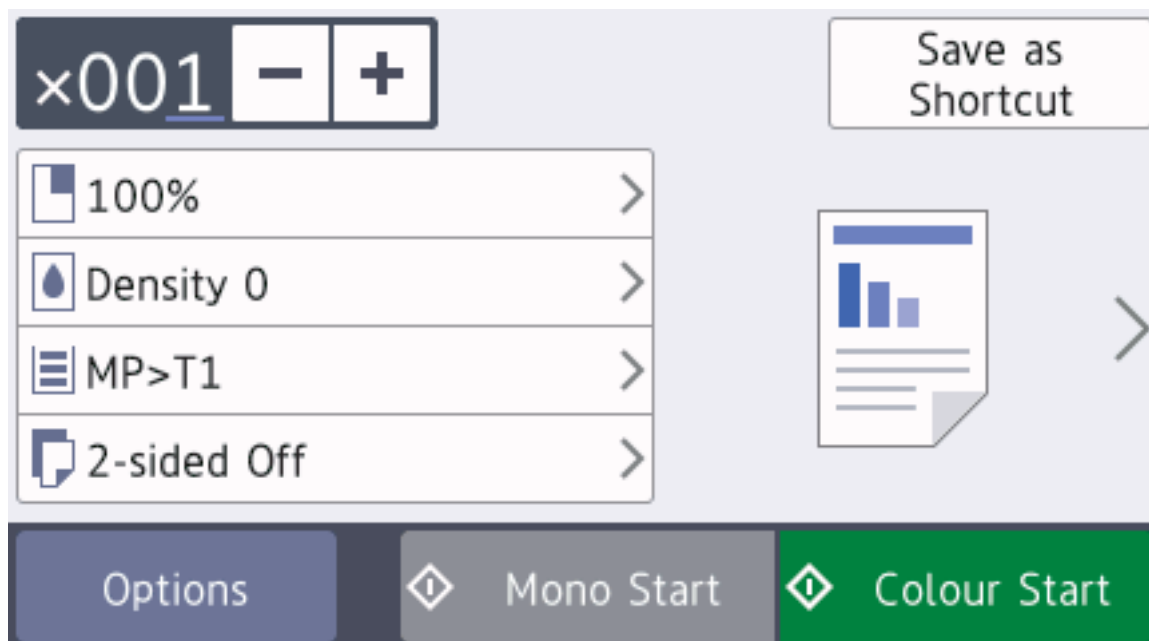 ×001 − +
Save as
Shortcut
100%
Density 0
MP>T1
2-sided Off
Options
Mono Start
Colour Start